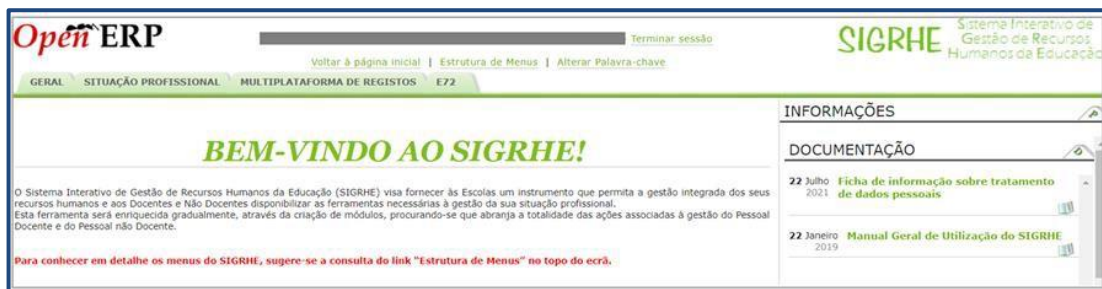 Open ERP
Terminar sessão
Voltar à página inicial | Estrutura de Menus | Alterar Palavra-chave
SIGRHE
Sistema Interativo de
Gestão de Recursos
Humanos da Educação
GERAL SITUAÇÃO PROFISSIONAL MULTIPLATAFORMA DE REGISTOS E72
BEM-VINDO AO SIGRHE!
O Sistema Interativo de Gestão de Recursos Humanos da Educação (SIGRHE) visa fornecer às Escolas um instrumento que permita a gestão integrada dos seus
recursos humanos e aos Docentes e Não Docentes disponibilizar as ferramentas necessárias à gestão da sua situação profissional.
Esta ferramenta será enriquecida gradualmente, através da criação de módulos, procurando-se que abranja a totalidade das ações associadas à gestão do Pessoal
Docente e do Pessoal não Docente.
Para conhecer em detalhe os menus do SIGRHE, sugere-se a consulta do link "Estrutura de Menus" no topo do ecrã.
INFORMAÇÕES
DOCUMENTAÇÃO
22 Julho Ficha de informação sobre tratamento
2021 de dados pessoais
22 Janeiro Manual Geral de Utilização do SIGRHE
2019